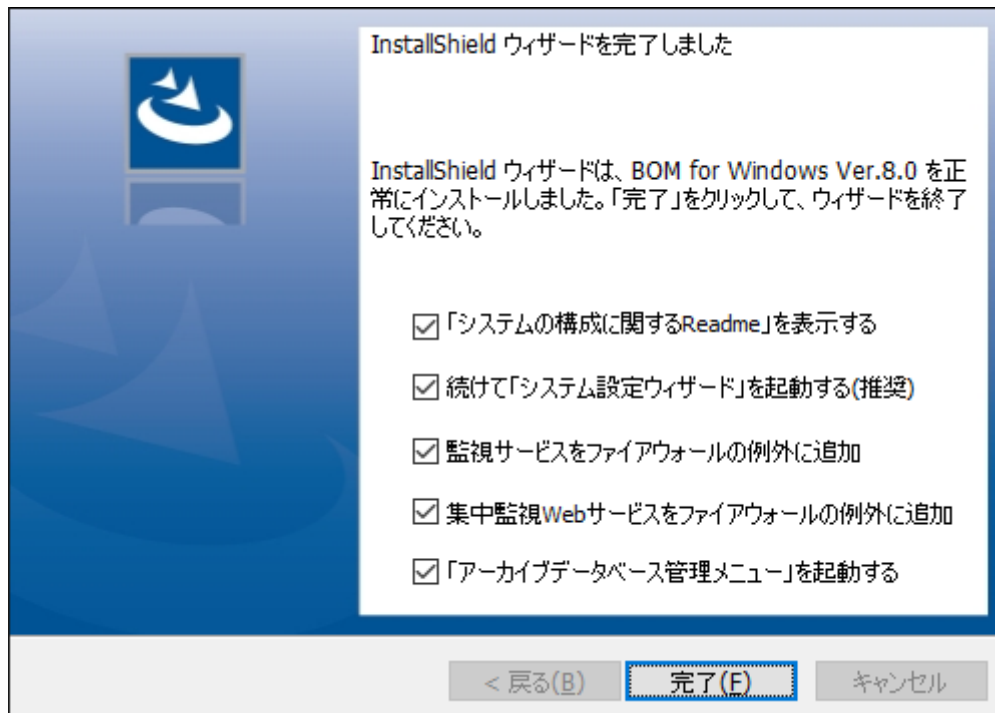 InstallShield ウィザードを完了しました
InstallShield ウィザードは、BOM for Windows Ver.8.0 を正
常にインストールしました。「完了」をクリックして、ウィザードを終了
してください。
「システムの構成に関するReadme」を表示する
続けて「システム設定ウィザード」を起動する(推奨)
監視サービスをファイアウォールの例外に追加
集中監視Webサービスをファイアウォールの例外に追加
「アーカイブデータベース管理メニュー」を起動する
< 戻る(B) 完了(F) キャンセル